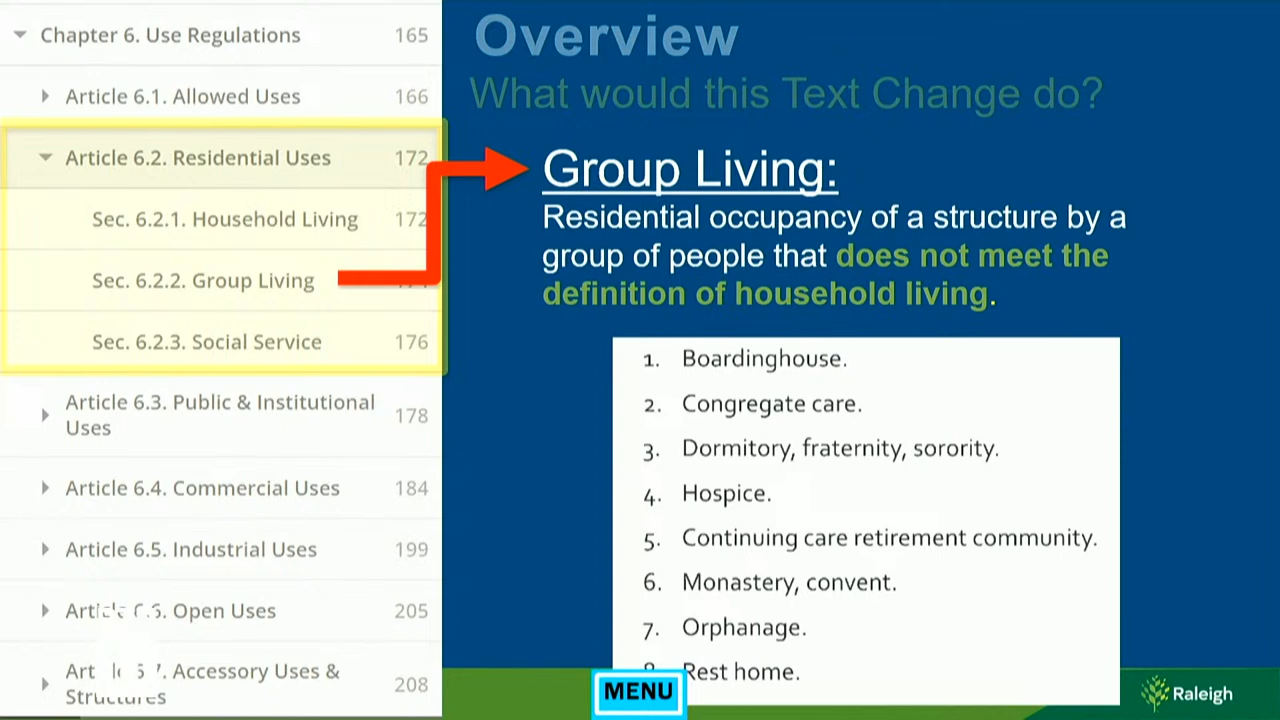 Chapter 6. Use Regulations 165
Article 6.1. Allowed Uses 166
Article 6.2. Residential Uses 172
Sec. 6.2.1. Household Living 172
Sec. 6.2.2. Group Living
Sec. 6.2.3. Social Service 176
Article 6.3. Public & Institutional
Uses 178
Article 6.4. Commercial Uses 184
Article 6.5. Industrial Uses 199
Open Uses 205
Accessory Uses &
Structures 208
Overview
What would this Text Change do?
Group Living:
Residential occupancy of a structure by a
group of people that does not meet the
definition of household living.
1. Boardinghouse.
2. Congregate care.
3. Dormitory, fraternity, sorority.
4. Hospice.
5. Continuing care retirement community.
6. Monastery, convent.
7. Orphanage.
Rest home.
MENU
Raleigh